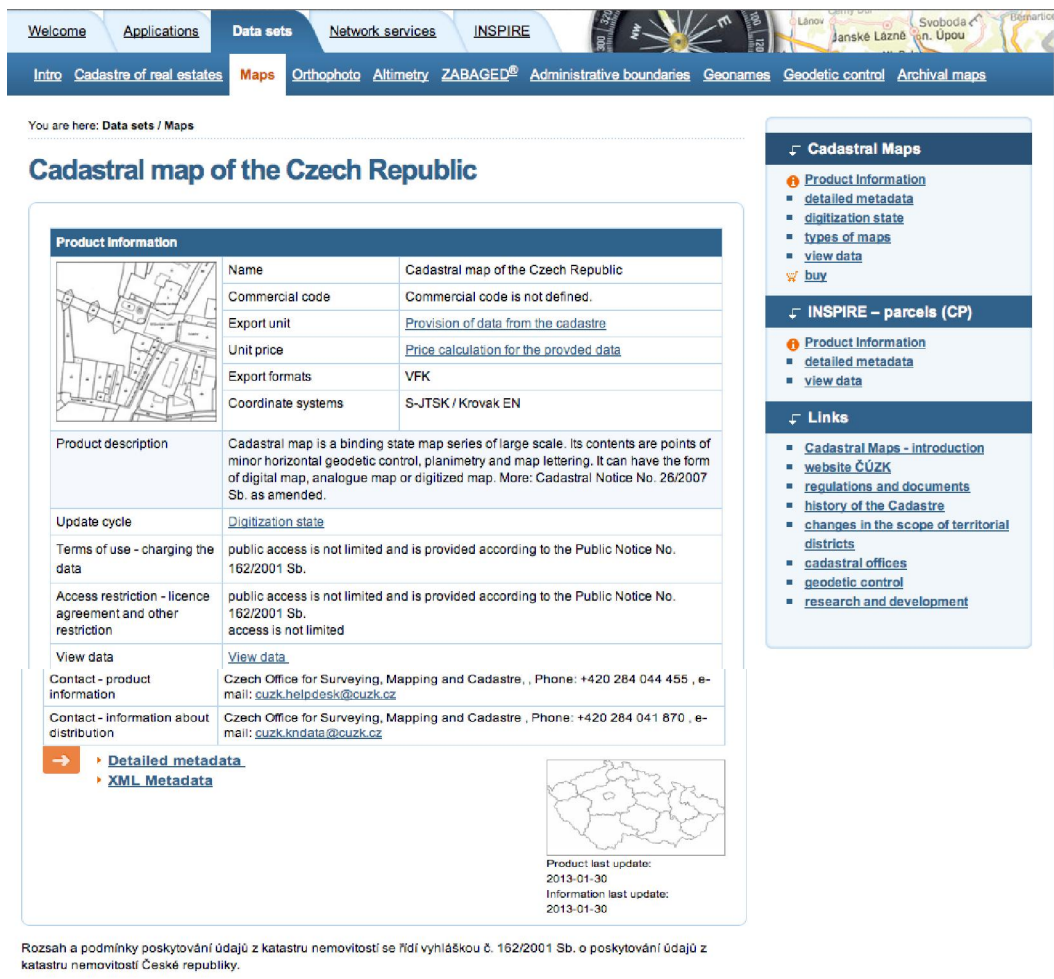 Welcome Applications Data sets Network services INSPIRE
Lánov Svoboda n. Úpou Janské Lázně
Intro Cadastre of real estates Maps Orthophoto Altimetry ZABAGED® Administrative boundaries Geonames Geodetic control Archival maps
You are here: Data sets / Maps
Cadastral map of the Czech Republic
Product Information
Name Cadastral map of the Czech Republic
Commercial code Commercial code is not defined.
Export unit Provision of data from the cadastre
Unit price Price calculation for the provded data
Export formats VFK
Coordinate systems S-JTSK / Krovak EN
Product description Cadastral map is a binding state map series of large scale. Its contents are points of
minor horizontal geodetic control, planimetry and map lettering. It can have the form
of digital map, analogue map or digitized map. More: Cadastral Notice No. 26/2007
Sb. as amended.
Update cycle Digitization state
Terms of use - charging the data public access is not limited and is provided according to the Public Notice No.
162/2001 Sb.
Access restriction - licence agreement and other restriction public access is not limited and is provided according to the Public Notice No.
162/2001 Sb.
access is not limited
View data View data
Contact - product information Czech Office for Surveying, Mapping and Cadastre, , Phone: +420 284 044 455 , e-
mail: cuzk.helpdesk@cuzk.cz
Contact - information about distribution Czech Office for Surveying, Mapping and Cadastre , Phone: +420 284 041 870 , e-
mail: cuzk.kndata@cuzk.cz
Detailed metadata
XML Metadata
Product last update:
2013-01-30
Information last update:
2013-01-30
Rozsah a podmínky poskytování údajů z katastru nemovitostí se řídí vyhláškou č. 162/2001 Sb. o poskytování údajů z
katastru nemovitostí České republiky.
Cadastral Maps
Product Information
detailed metadata
digitization state
types of maps
view data
buy
INSPIRE – parcels (CP)
Product Information
detailed metadata
view data
Links
Cadastral Maps - introduction
website ČÚZK
regulations and documents
history of the Cadastre
changes in the scope of territorial
districts
cadastral offices
geodetic control
research and development